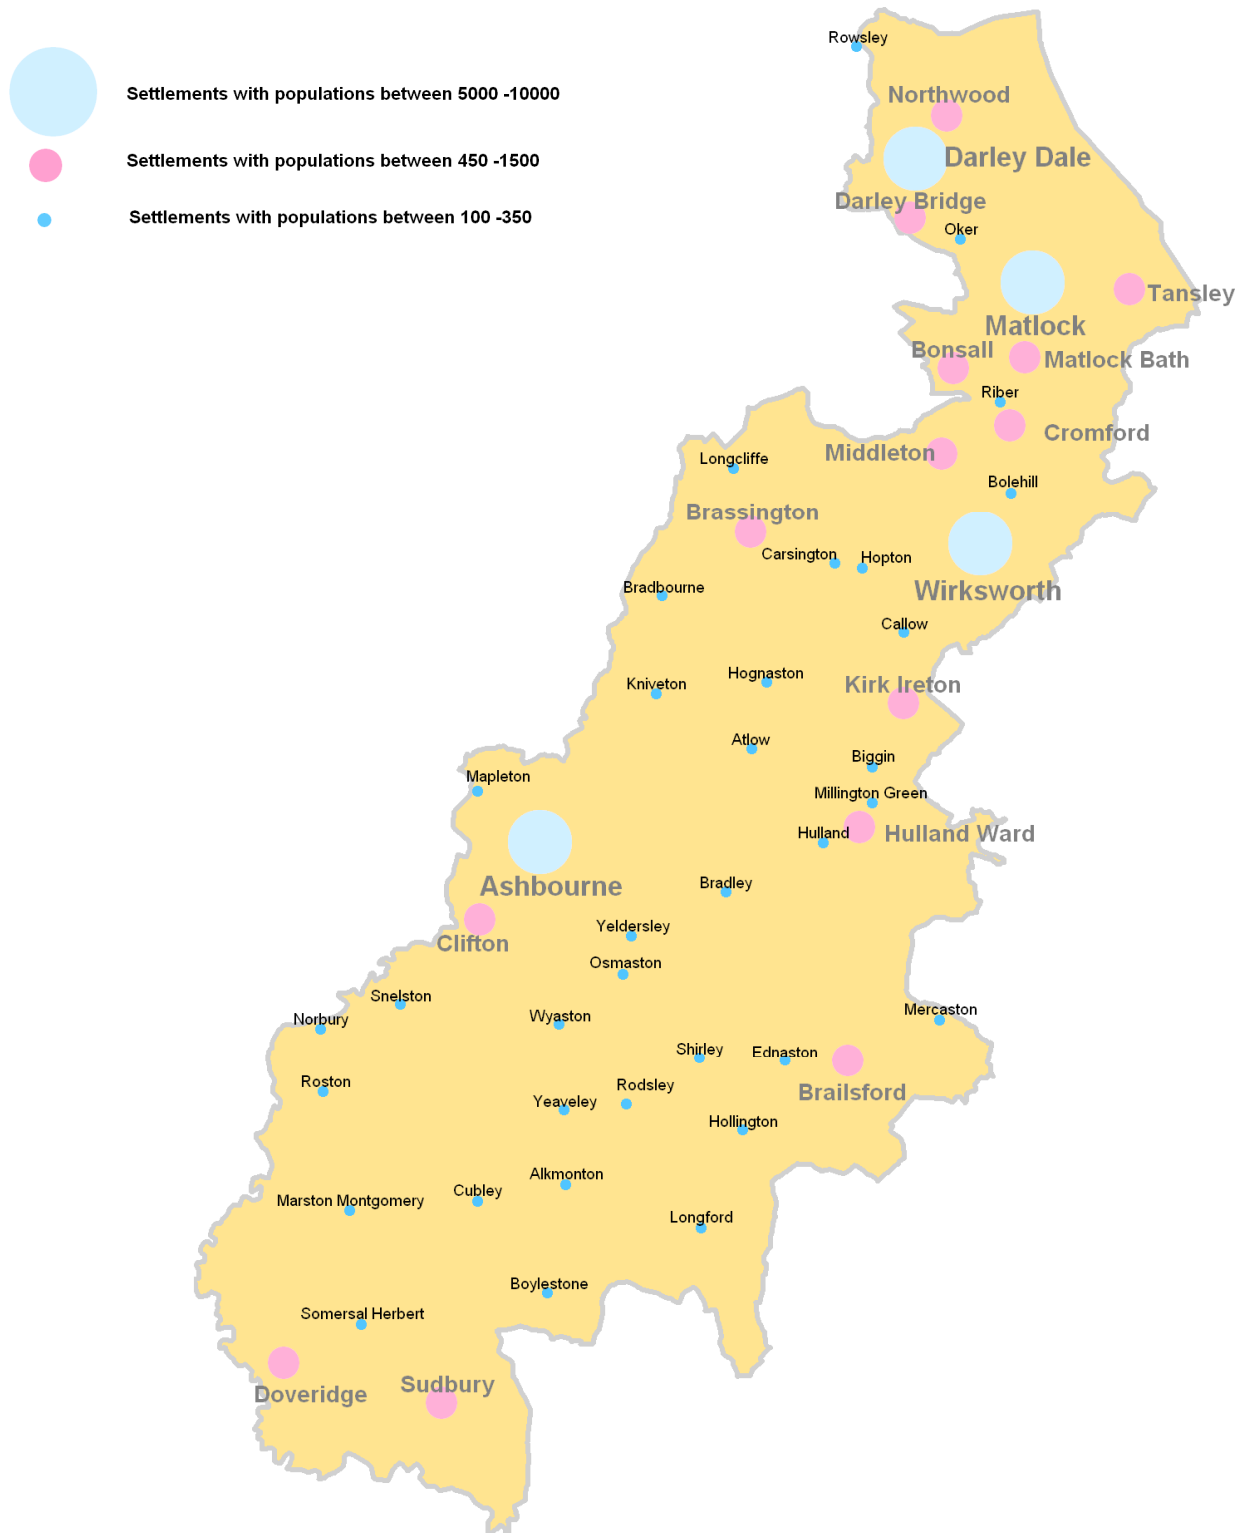 Settlements with populations between 5000 -10000
Settlements with populations between 450 -1500
Settlements with populations between 100 -350
Rowsley
Northwood
Darley Dale
Darley Bridge
Oker
Tansley
Matlock
Bonsall
Matlock Bath
Riber
Cromford
Middleton
Longcliffe
Bolehill
Brassington
Carsington
Hopton
Bradbourne
Wirksworth
Callow
Hognaston
Kniveton
Kirk Ireton
Atlow
Biggin
Mapleton
Millington Green
Hulland
Hulland Ward
Bradley
Ashbourne
Yeldersley
Clifton
Osmaston
Snelston
Mercaston
Wyaston
Norbury
Shirley
Ednaston
Roston
Rodsley
Brailsford
Yeaveley
Hollington
Alkmonton
Cubley
Marston Montgomery
Longford
Boylestone
Somersal Herbert
Sudbury
Doveridge